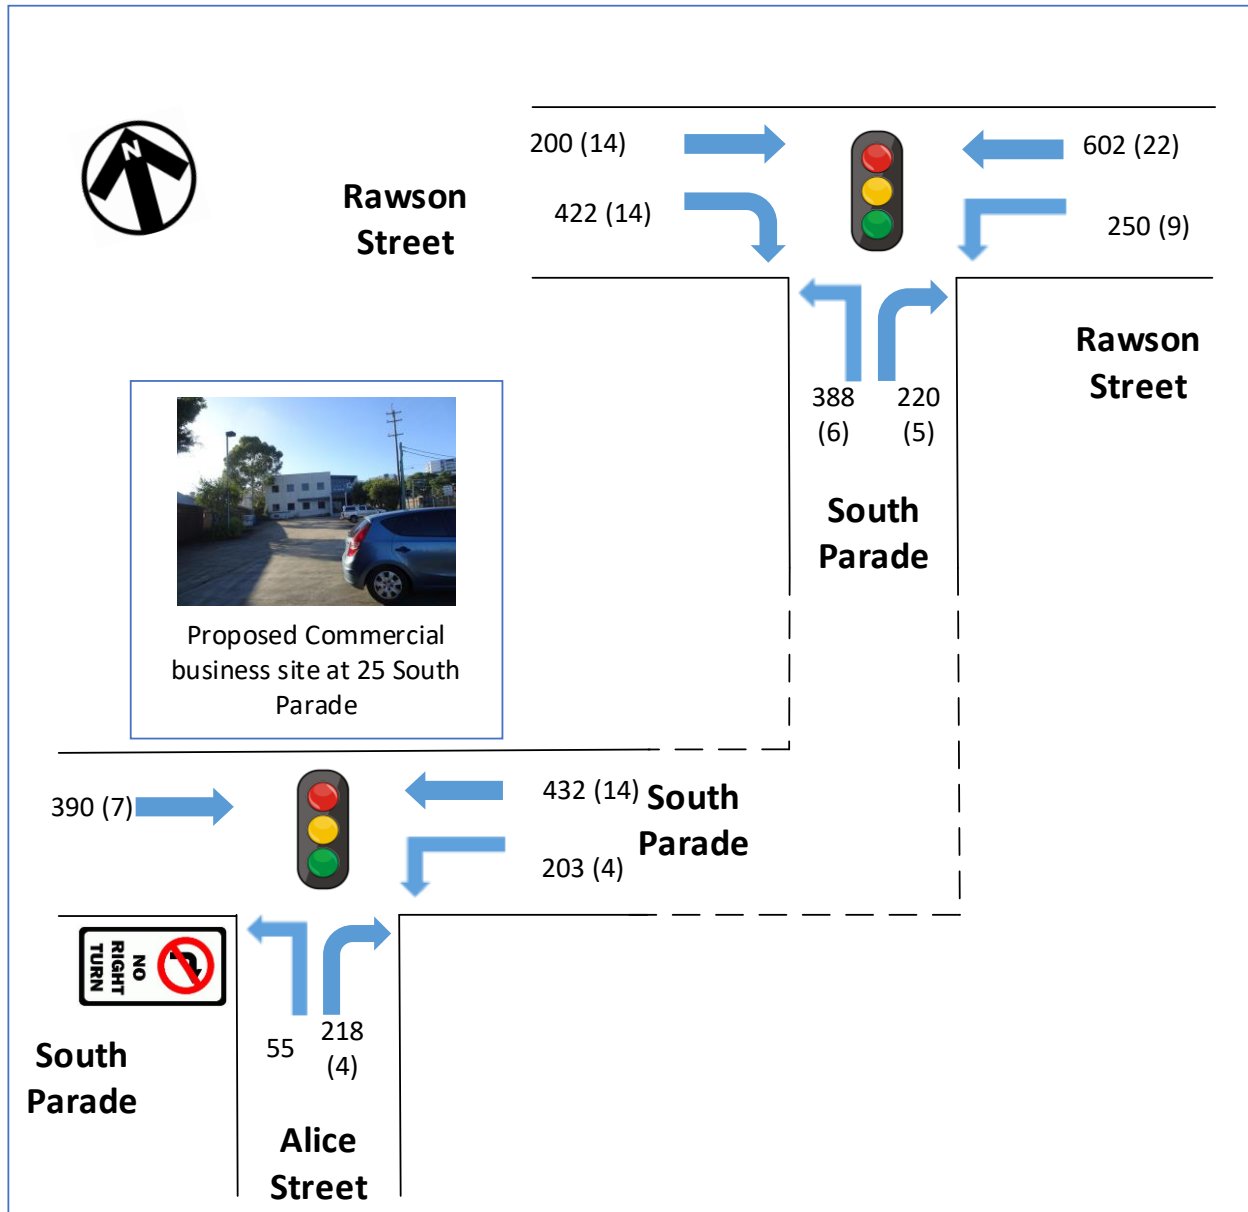 N
200 (14)
602 (22)
Rawson
Street
422 (14)
250 (9)
Rawson
Street
388
(6)
220
(5)
South
Parade
Proposed Commercial
business site at 25 South
Parade
390 (7)
432 (14)
South
Parade
203 (4)
NO
RIGHT
TURN
55
218
(4)
South
Parade
Alice
Street